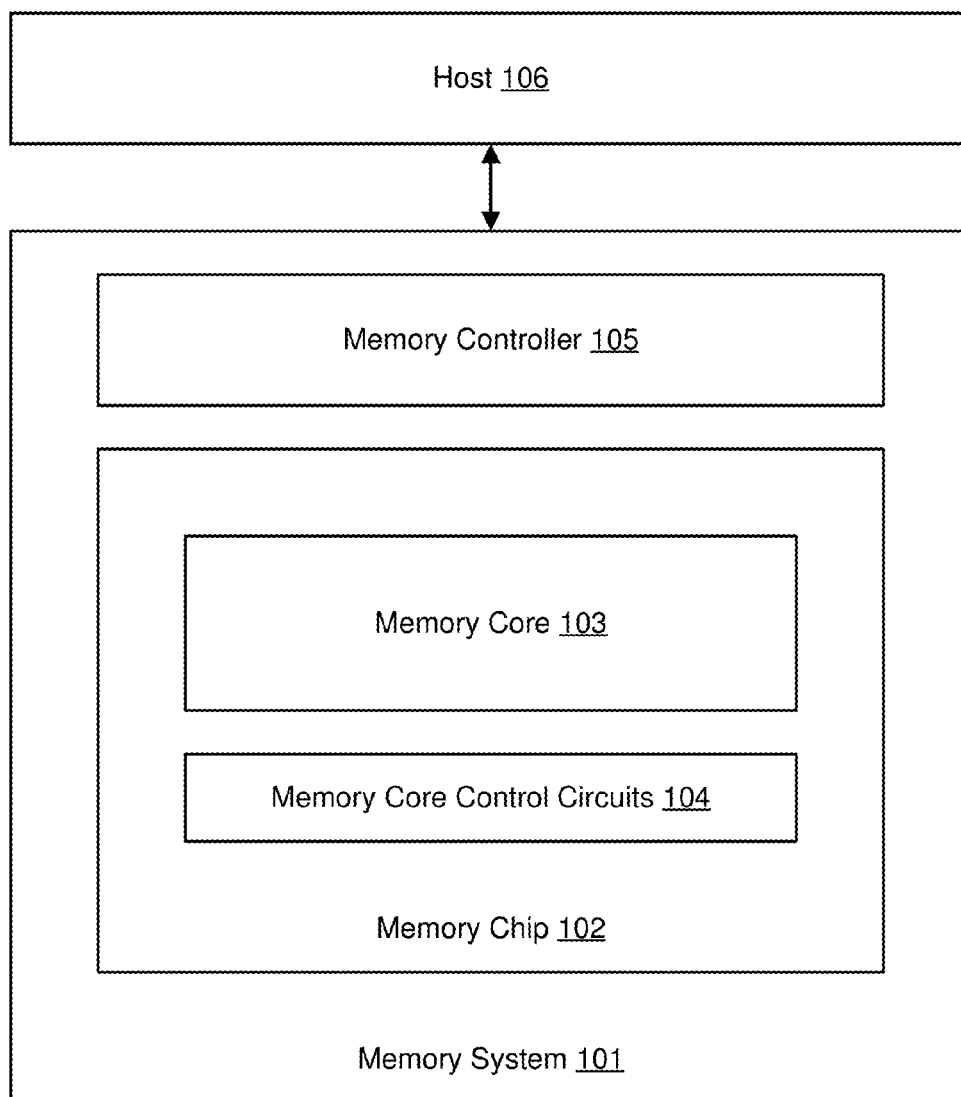 Host 106
Memory Controller 105
Memory Core 103
Memory Core Control Circuits 104
Memory Chip 102
Memory System 101